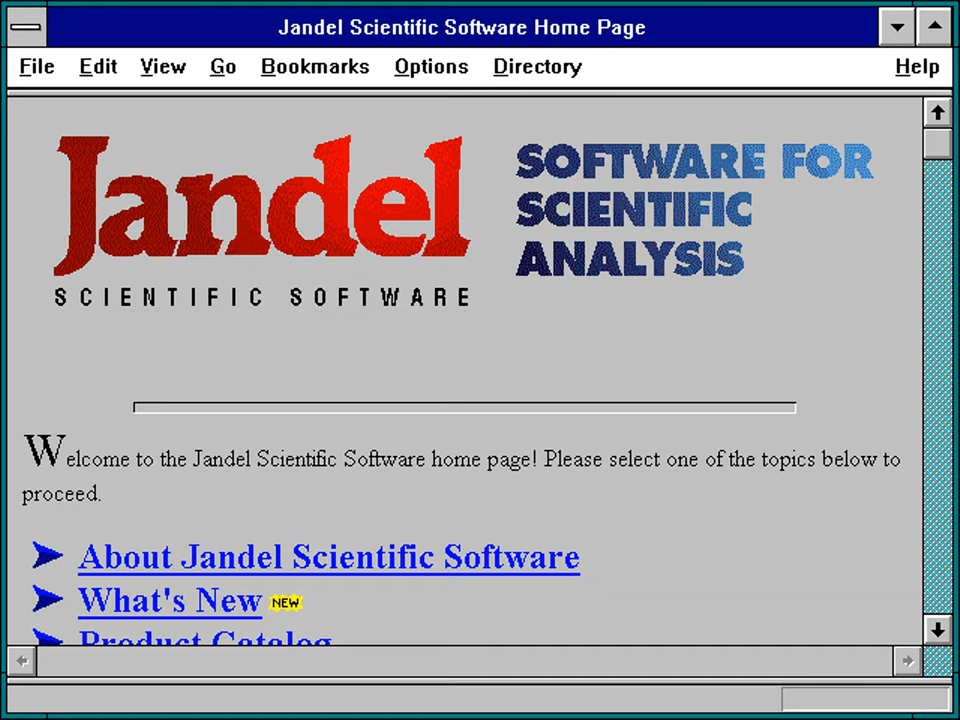 Jandel Scientific Software Home Page
File Edit View Go Bookmarks Options Directory Help
Jandel
SCIENTIFIC SOFTWARE
SOFTWARE FOR
SCIENTIFIC
ANALYSIS
Welcome to the Jandel Scientific Software home page! Please select one of the topics below to
proceed.
About Jandel Scientific Software
What's New NEW
Product Catalog